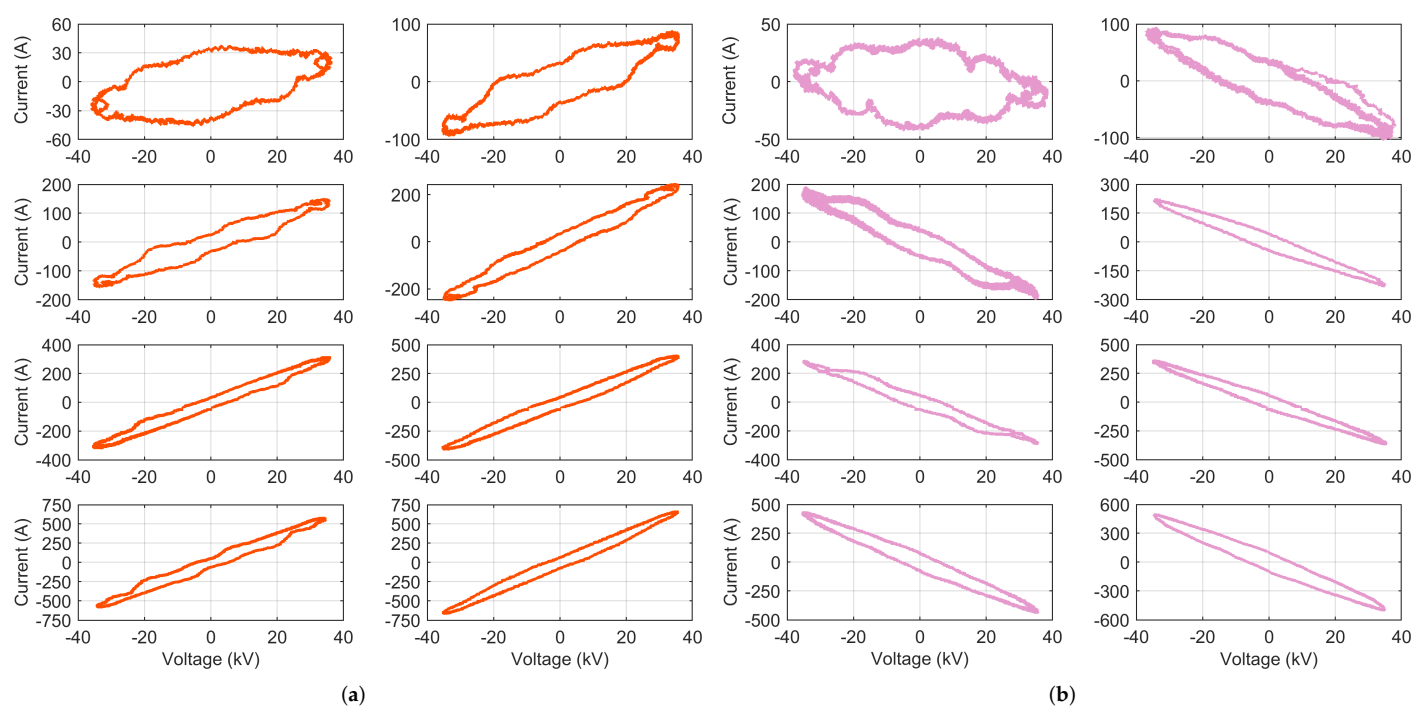 60 100 50 100
30 0 0 0
0 -100 -50 -100
-30
-60
Current (A) Current (A)
-40 -20 0 20 40 -40 -20 0 20 40 -40 -20 0 20 40 -40 -20 0 20 40
200 200 200 300
100 0 100 150
0 -200 0 0
-100 -100 -150
-200 -200 -300
Current (A) Current (A)
-40 -20 0 20 40 -40 -20 0 20 40 -40 -20 0 20 40 -40 -20 0 20 40
400 500 400 500
200 250 200 250
0 0 0 0
-200 -250 -200 -250
-400 -500 -400 -500
Current (A) Current (A)
-40 -20 0 20 40 -40 -20 0 20 40 -40 -20 0 20 40 -40 -20 0 20 40
750 750 500 600
500 500 250 300
250 250 0 0
0 0 -250 -300
-250 -250 -500 -600
-500 -500
-750 -750
Current (A) Current (A)
-40 -20 0 20 40 -40 -20 0 20 40 -40 -20 0 20 40 -40 -20 0 20 40
Voltage (kV) Voltage (kV) Voltage (kV) Voltage (kV)
(a) (b)